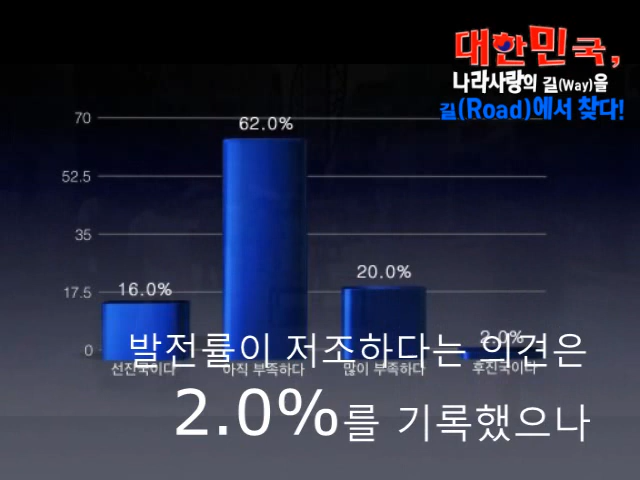 대한민국,
나라사랑의 길(Way)을
길(Road)에서 찾다!
70
62.0%
52.5
35
20.0%
17.5
16.0%
2.0%
0
선진국이다
아직 부족하다
많이 부족하다
후진국이다
발전률이 저조하다는 의견은
2.0%를 기록했으나